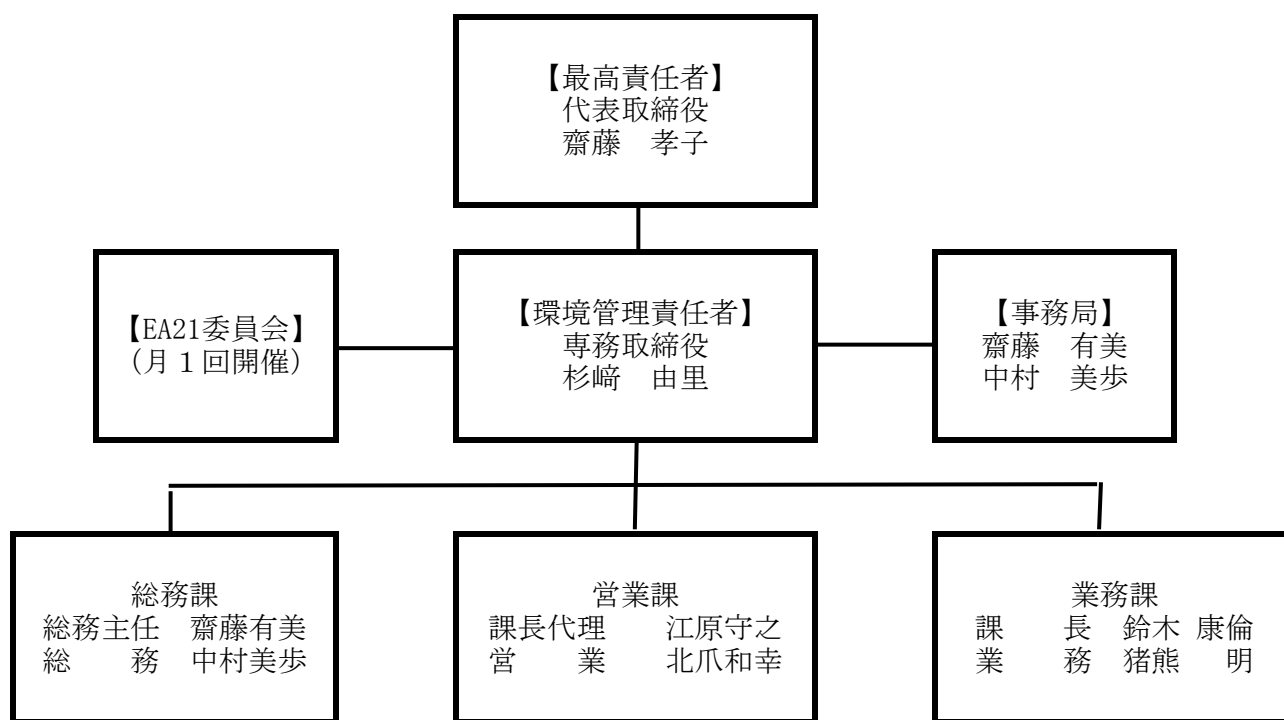 【最高責任者】
代表取締役
齋藤　孝子
【EA21委員会】
（月１回開催）
【環境管理責任者】
専務取締役
杉﨑　由里
【事務局】
齋藤　有美
中村　美歩
総務課
総務主任　齋藤有美
総　　務　中村美歩
営業課
課長代理　　江原守之
営　　業　　北爪和幸
業務課
課　　長　鈴木 康倫
業　　務　猪熊　　明